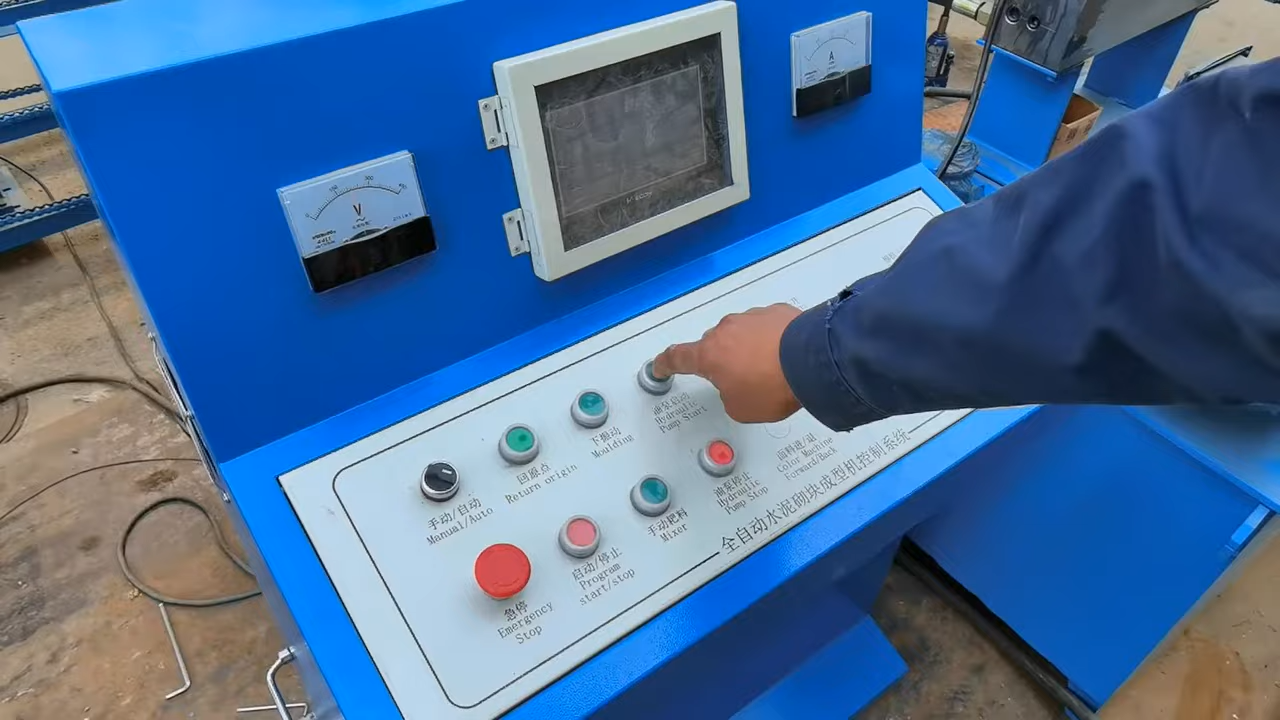 V
A
油泵启动
Hydraulic
Pump Start
下振动
Moulding
回原点
Return origin
手动/自动
Manual/Auto
面料进/退
Color Machine
Forward/Back
油泵停止
Hydraulic
Pump Stop
手动配料
Mixer
启动/停止
Program
start/stop
急停
Emergency
Stop
全自动水泥砌块成型机控制系统